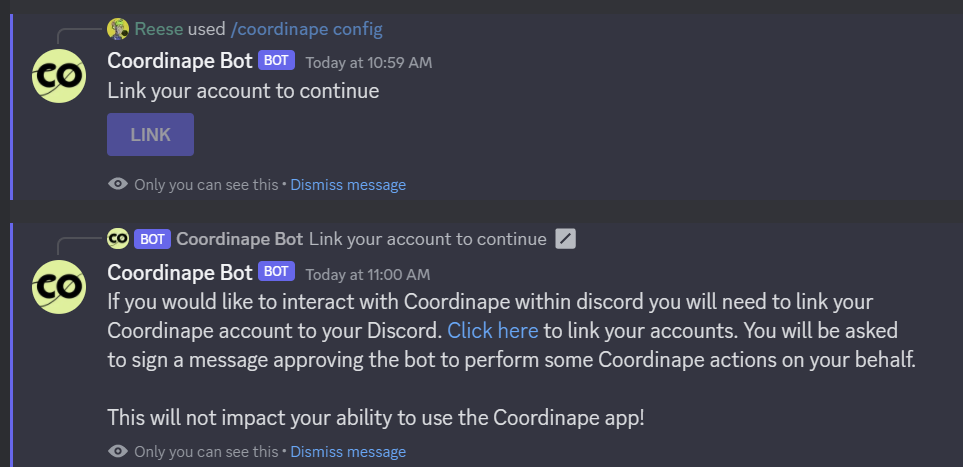 Reese used /coordinape config
CO
Coordinape Bot BOT Today at 10:59 AM
Link your account to continue
LINK
Only you can see this • Dismiss message
CO BOT Coordinape Bot Link your account to continue
CO
Coordinape Bot BOT Today at 11:00 AM
If you would like to interact with Coordinape within discord you will need to link your
Coordinape account to your Discord. Click here to link your accounts. You will be asked
to sign a message approving the bot to perform some Coordinape actions on your behalf.
This will not impact your ability to use the Coordinape app!
Only you can see this • Dismiss message